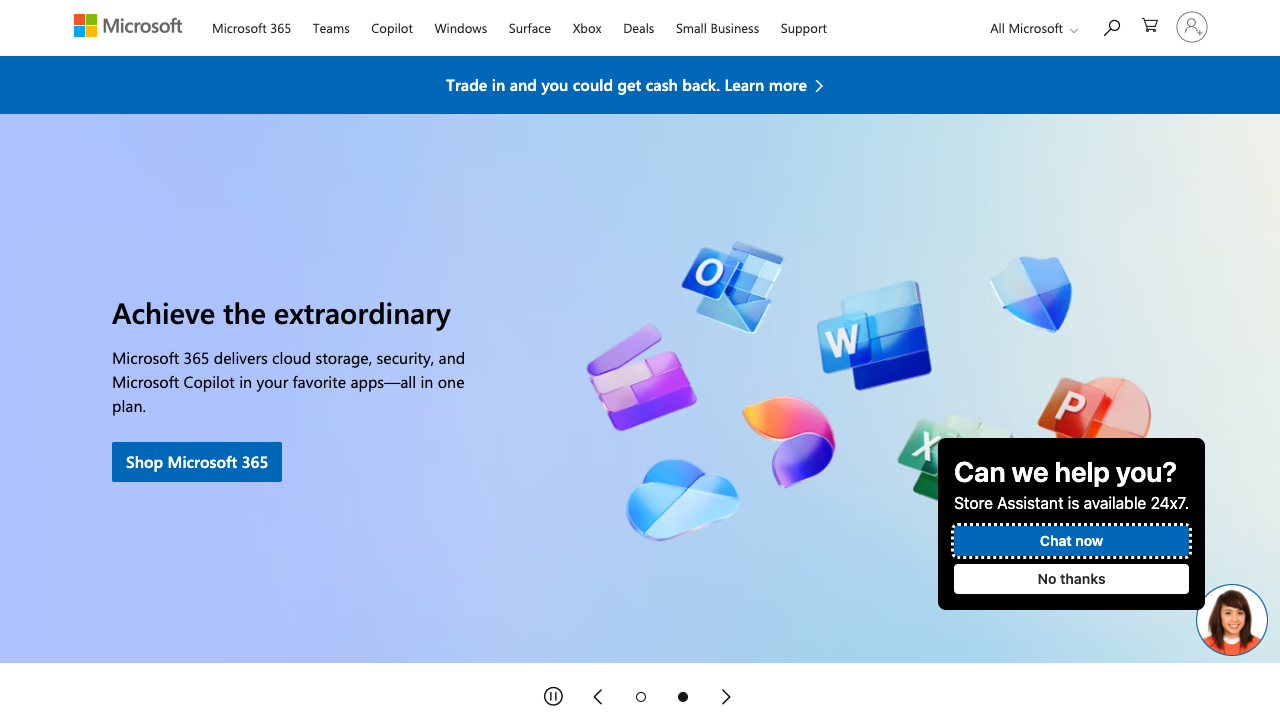 Microsoft
Microsoft 365
Teams
Copilot
Windows
Surface
Xbox
Deals
Small Business
Support
All Microsoft
Trade in and you could get cash back. Learn more
Achieve the extraordinary
Microsoft 365 delivers cloud storage, security, and
Microsoft Copilot in your favorite apps—all in one
plan.
Shop Microsoft 365
O
W
P
X
Can we help you?
Store Assistant is available 24x7.
Chat now
No thanks